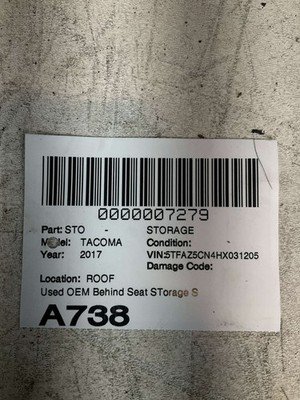 0000007279
Part: STO - STORAGE
Model: TACOMA Condition:
Year: 2017 VIN:5TFAZ5CN4HX031205
Damage Code:
Location: ROOF
Used OEM Behind Seat STorage S
A738